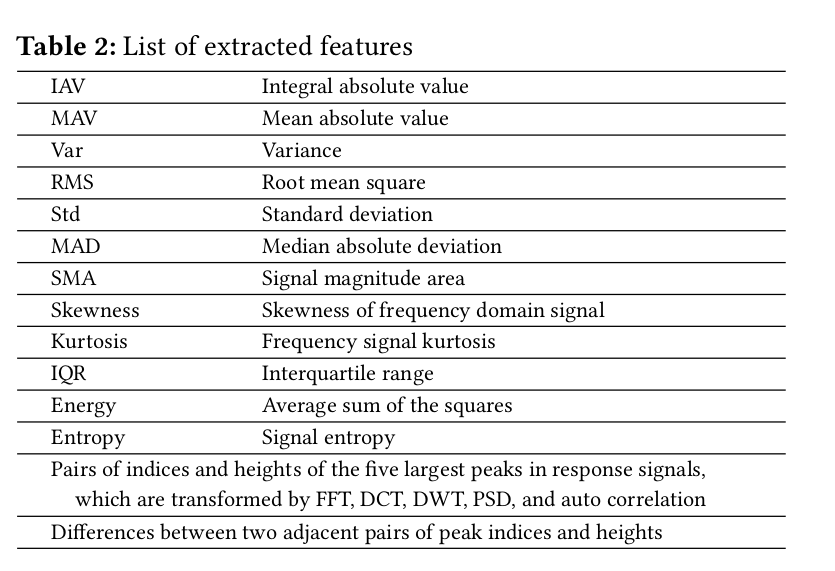 Table 2: List of extracted features
IAV Integral absolute value
MAV Mean absolute value
Var Variance
RMS Root mean square
Std Standard deviation
MAD Median absolute deviation
SMA Signal magnitude area
Skewness Skewness of frequency domain signal
Kurtosis Frequency signal kurtosis
IQR Interquartile range
Energy Average sum of the squares
Entropy Signal entropy
Pairs of indices and heights of the five largest peaks in response signals,
which are transformed by FFT, DCT, DWT, PSD, and auto correlation
Differences between two adjacent pairs of peak indices and heights